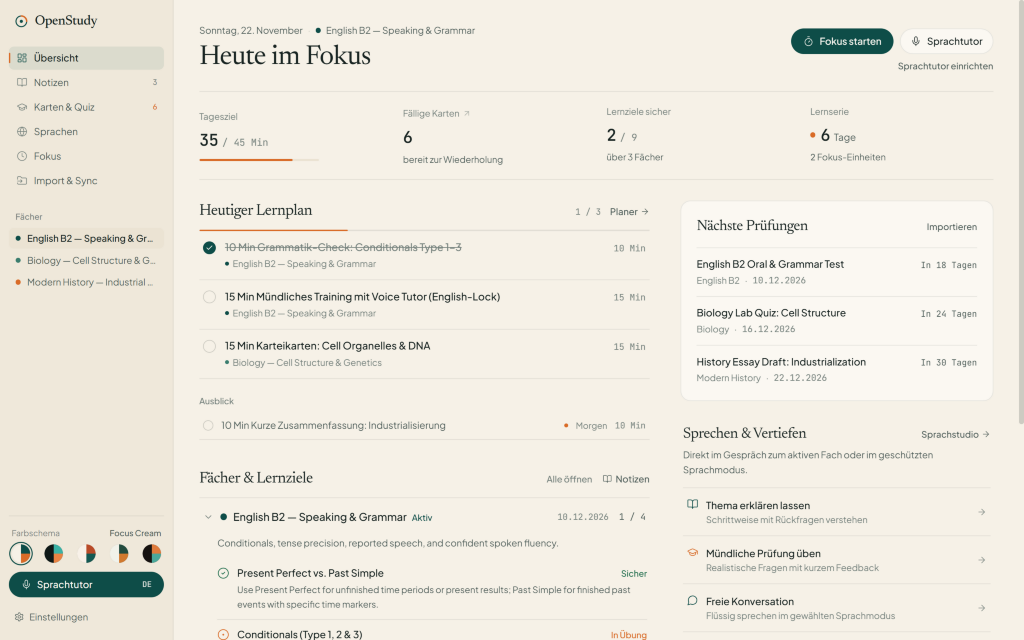 OpenStudy
Übersicht
Notizen 3
Karten & Quiz 6
Sprachen
Fokus
Import & Sync
Fächer
English B2 — Speaking & Gr...
Biology — Cell Structure & G...
Modern History — Industrial ...
Farbschema Focus Cream
Sprachtutor DE
Einstellungen
Sonntag, 22. November · English B2 — Speaking & Grammar
Heute im Fokus
Fokus starten
Sprachtutor
Sprachtutor einrichten
Tagesziel
35 / 45 Min
Fällige Karten ↗
6
bereit zur Wiederholung
Lernziele sicher
2 / 9
über 3 Fächer
Lernserie
6 Tage
2 Fokus-Einheiten
Heutiger Lernplan 1 / 3 Planer →
10 Min Grammatik-Check: Conditionals Type 1–3 10 Min
English B2 — Speaking & Grammar
15 Min Mündliches Training mit Voice Tutor (English-Lock) 15 Min
English B2 — Speaking & Grammar
15 Min Karteikarten: Cell Organelles & DNA 15 Min
Biology — Cell Structure & Genetics
Ausblick
10 Min Kurze Zusammenfassung: Industrialisierung Morgen 10 Min
Fächer & Lernziele Alle öffnen Notizen
English B2 — Speaking & Grammar Aktiv 10.12.2026 1 / 4
Conditionals, tense precision, reported speech, and confident spoken fluency.
Present Perfect vs. Past Simple Sicher
Use Present Perfect for unfinished time periods or present results; Past Simple for finished past
events with specific time markers.
Conditionals (Type 1, 2 & 3) In Übung
Nächste Prüfungen Importieren
English B2 Oral & Grammar Test In 18 Tagen
English B2 · 10.12.2026
Biology Lab Quiz: Cell Structure In 24 Tagen
Biology · 16.12.2026
History Essay Draft: Industrialization In 30 Tagen
Modern History · 22.12.2026
Sprechen & Vertiefen Sprachstudio →
Direkt im Gespräch zum aktiven Fach oder im geschützten
Sprachmodus.
Thema erklären lassen →
Schrittweise mit Rückfragen verstehen
Mündliche Prüfung üben →
Realistische Fragen mit kurzem Feedback
Freie Konversation →
Flüssig sprechen im gewählten Sprachmodus